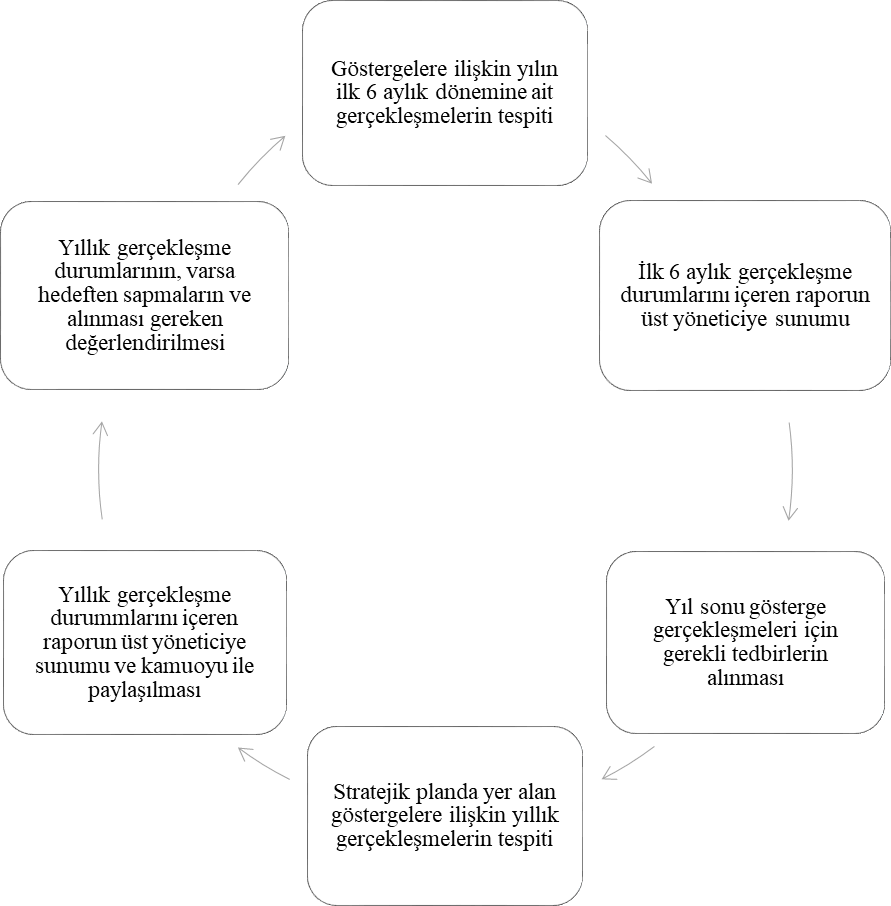 Göstergelere ilişkin yılın
ilk 6 aylık dönemine ait
gerçekleşmelerin tespiti
İlk 6 aylık gerçekleşme
durumlarını içeren raporun
üst yöneticiye sunumu
Yıl sonu gösterge
gerçekleşmeleri için
gerekli tedbirlerin
alınması
Stratejik planda yer alan
göstergelere ilişkin yıllık
gerçekleşmelerin tespiti
Yıllık gerçekleşme
durummlarını içeren
raporun üst yöneticiye
sunumu ve kamuoyu ile
paylaşılması
Yıllık gerçekleşme
durumlarının, varsa
hedeften sapmaların ve
alınması gereken
değerlendirilmesi